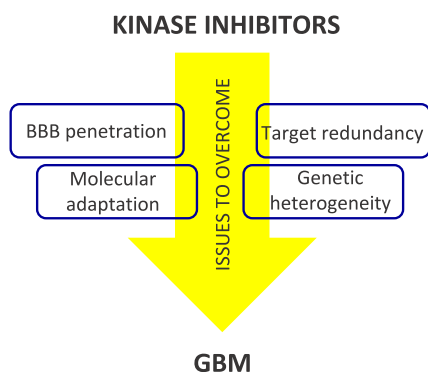 KINASE INHIBITORS
ISSUES TO OVERCOME
BBB penetration
Target redundancy
Molecular
adaptation
Genetic
heterogeneity
GBM